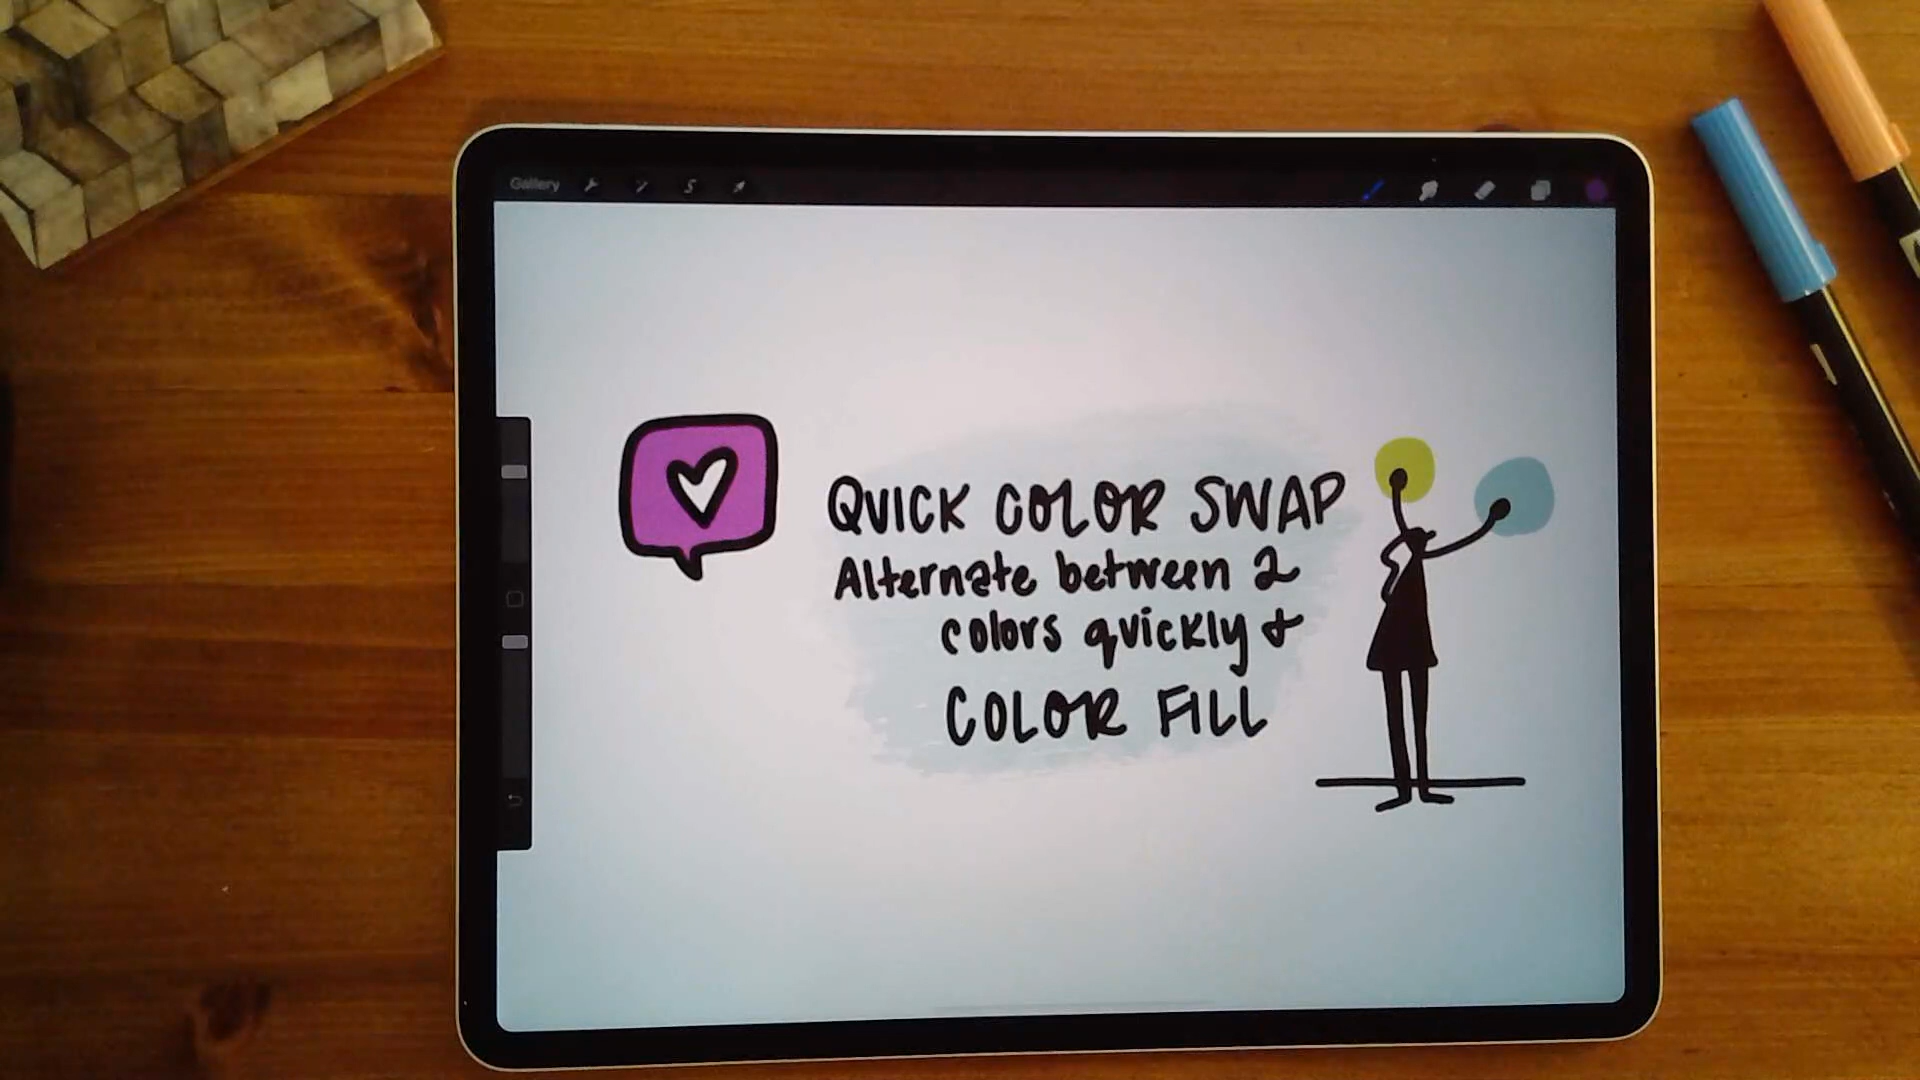 Gallery
QUICK COLOR SWAP
Alternate between 2
colors quickly &
COLOR FILL